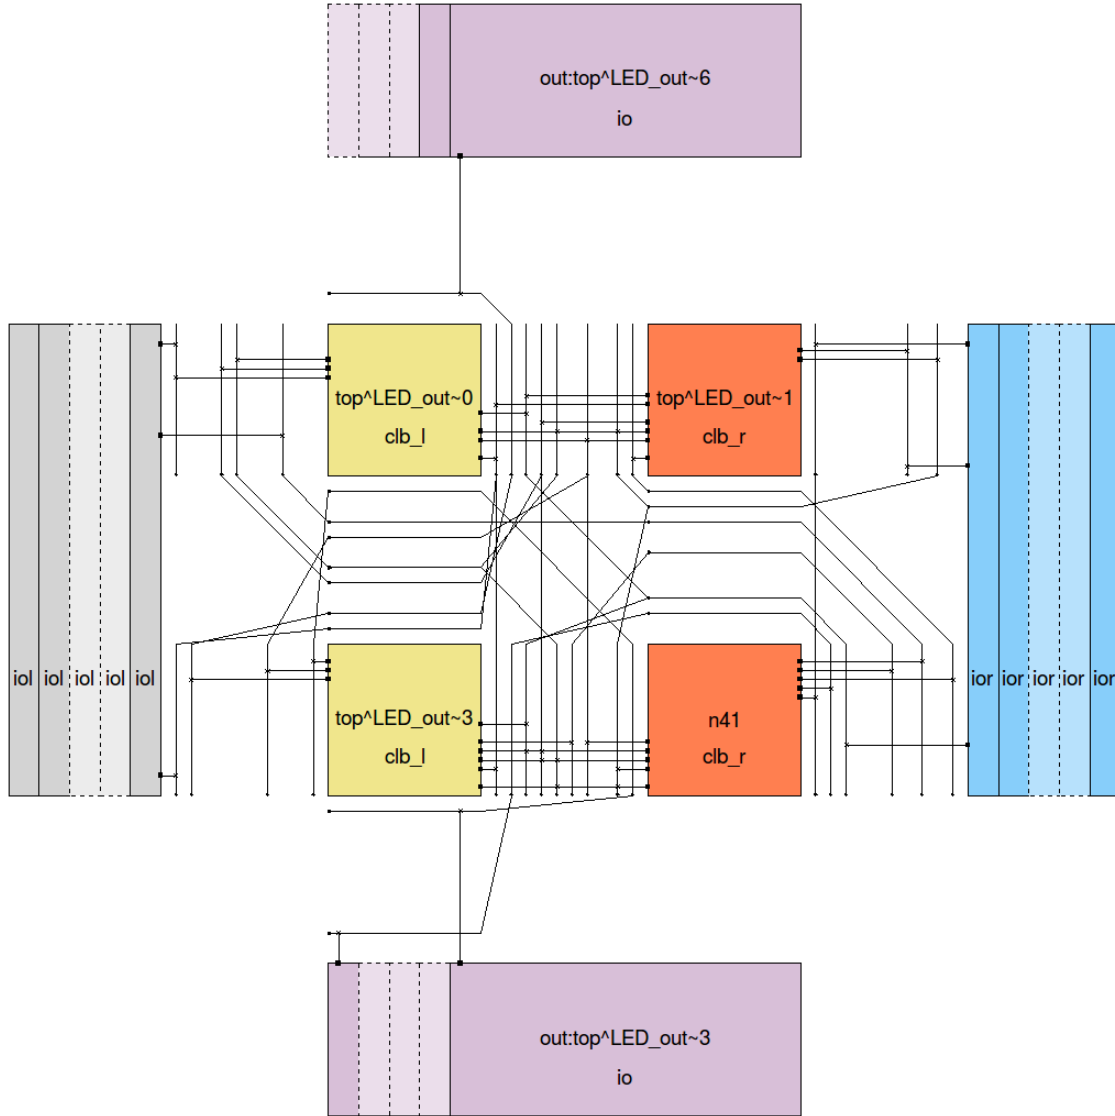 out:top^LED_out~6
io
top^LED_out~0
clb_l
top^LED_out~1
clb_r
iol iol iol iol iol
ior ior ior ior ior
top^LED_out~3
clb_l
n41
clb_r
out:top^LED_out~3
io